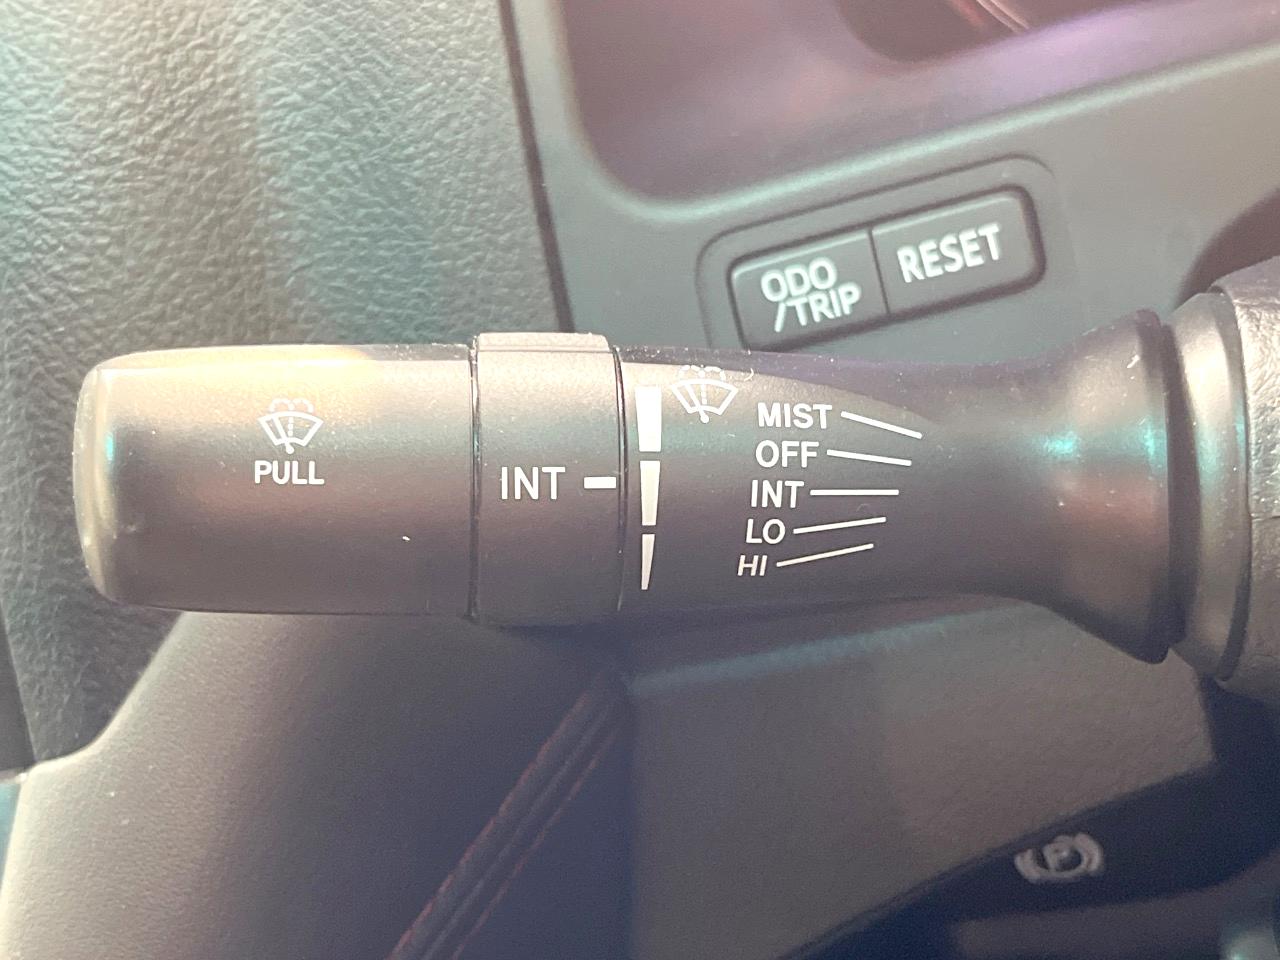 ODO
/TRIP
RESET
PULL
INT
MIST
OFF
INT
LO
HI
P